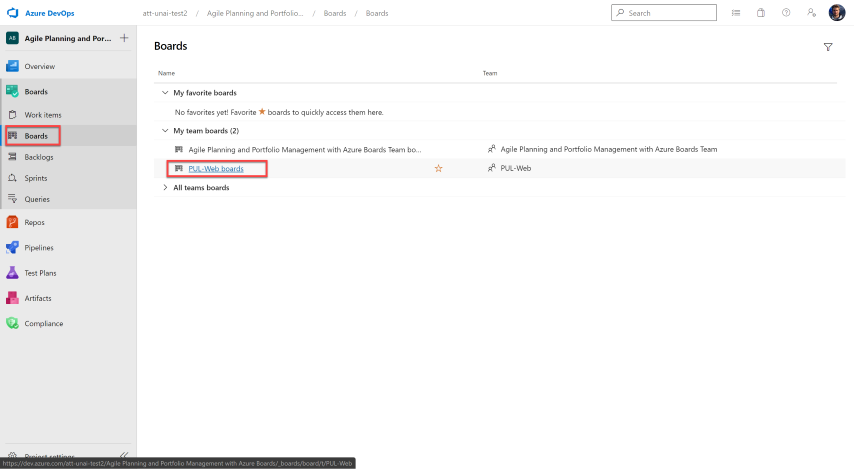 Azure DevOps
att-unai-test2 / Agile Planning and Portfolio... / Boards / Boards
Search
AB Agile Planning and Por...
Overview
Boards
Work items
Boards
Backlogs
Sprints
Queries
Repos
Pipelines
Test Plans
Artifacts
Compliance
Project settings
Boards
Name Team
My favorite boards
No favorites yet! Favorite ★ boards to quickly access them here.
My team boards (2)
Agile Planning and Portfolio Management with Azure Boards Team bo... Agile Planning and Portfolio Management with Azure Boards Team
PUL-Web boards PUL-Web
All teams boards
https://dev.azure.com/att-unai-test2/Agile Planning and Portfolio Management with Azure Boards/_boards/board/t/PUL-Web